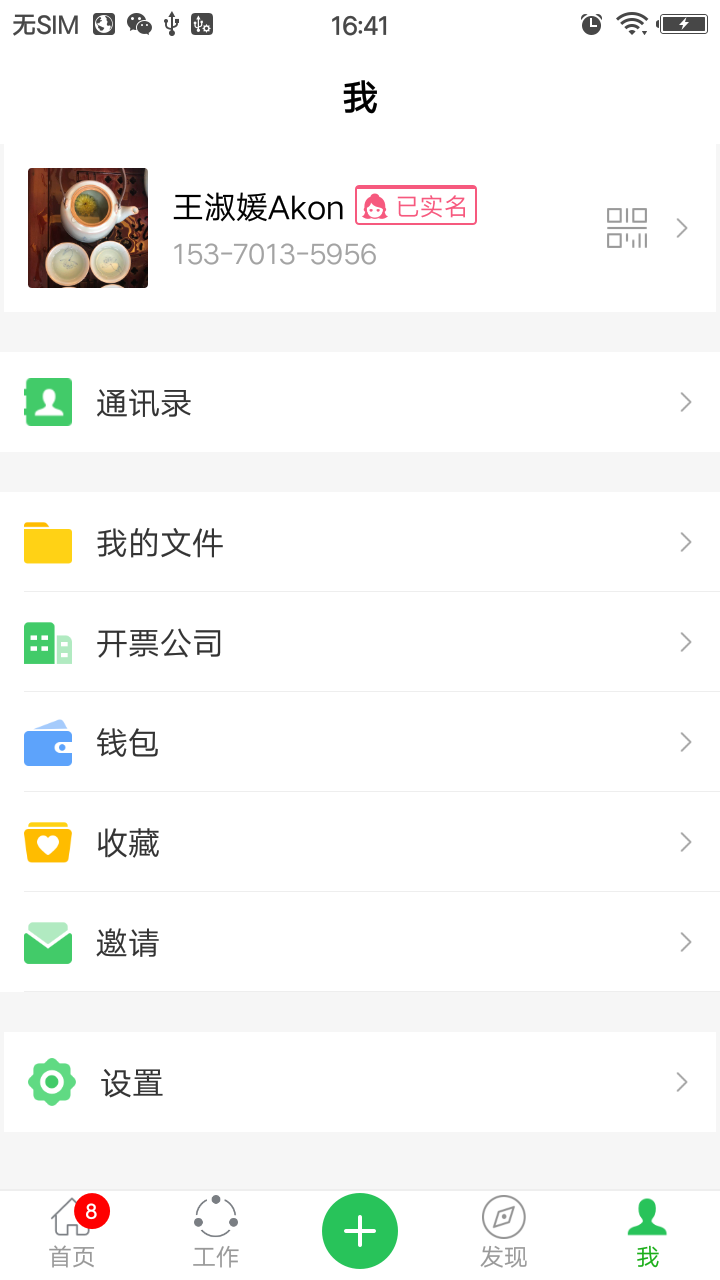 无SIM
16:41
我
王淑媛Akon
已实名
153-7013-5956
通讯录
我的文件
开票公司
钱包
收藏
邀请
设置
8
首页
工作
发现
我